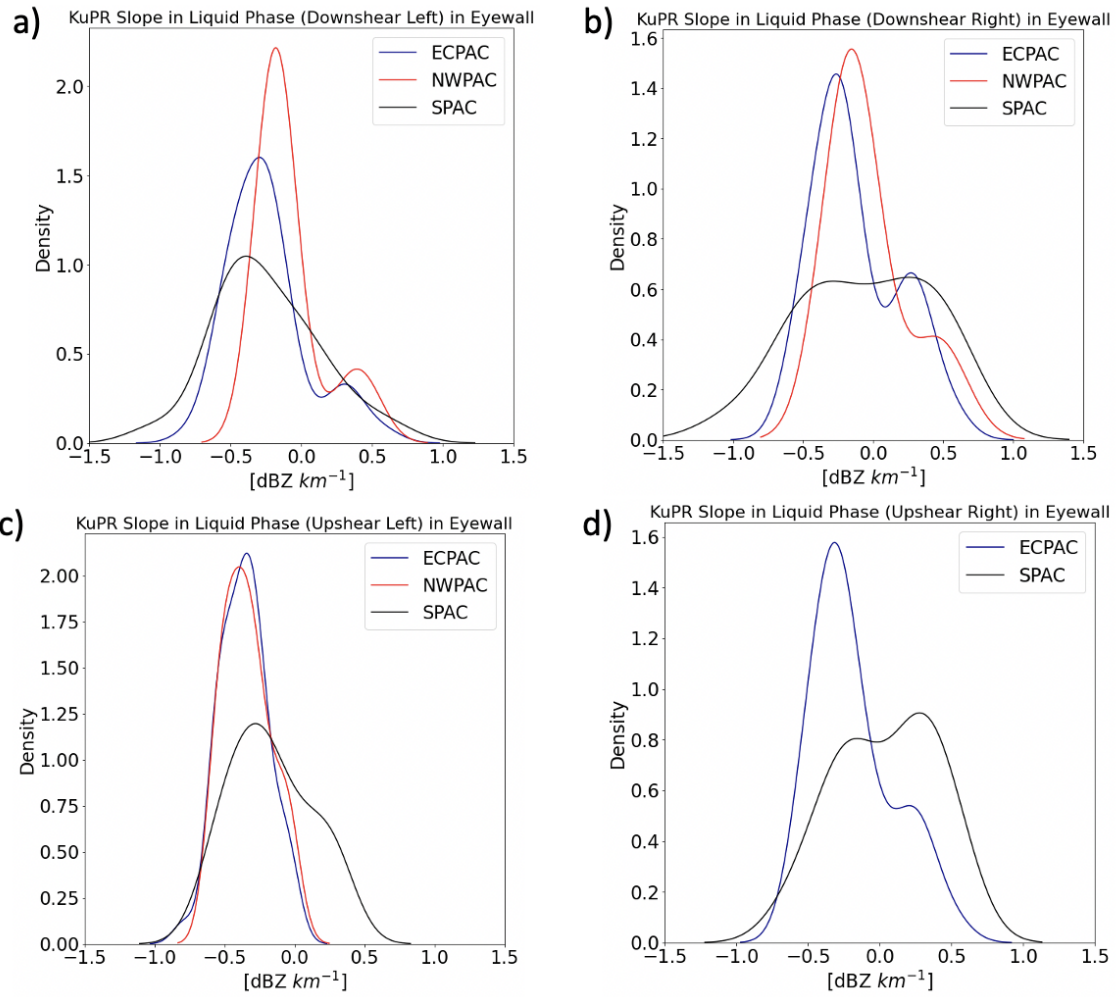 a)
KuPR Slope in Liquid Phase (Downshear Left) in Eyewall
ECPAC
NWPAC
SPAC
Density
2.0
1.5
1.0
0.5
0.0
−1.5 −1.0 −0.5 0.0 0.5 1.0 1.5
[dBZ km⁻¹]
b)
KuPR Slope in Liquid Phase (Downshear Right) in Eyewall
ECPAC
NWPAC
SPAC
Density
1.6
1.4
1.2
1.0
0.8
0.6
0.4
0.2
0.0
−1.5 −1.0 −0.5 0.0 0.5 1.0 1.5
[dBZ km⁻¹]
c)
KuPR Slope in Liquid Phase (Upshear Left) in Eyewall
ECPAC
NWPAC
SPAC
Density
2.00
1.75
1.50
1.25
1.00
0.75
0.50
0.25
0.00
−1.5 −1.0 −0.5 0.0 0.5 1.0 1.5
[dBZ km⁻¹]
d)
KuPR Slope in Liquid Phase (Upshear Right) in Eyewall
ECPAC
SPAC
Density
1.6
1.4
1.2
1.0
0.8
0.6
0.4
0.2
0.0
−1.5 −1.0 −0.5 0.0 0.5 1.0 1.5
[dBZ km⁻¹]